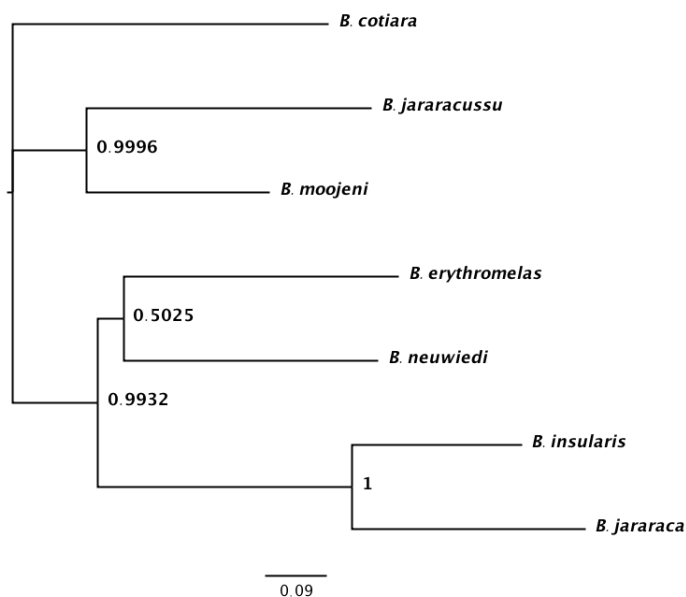 B. cotiara
B. jararacussu
0.9996
B. moojeni
B. erythromelas
0.5025
B. neuwiedi
0.9932
B. insularis
1
B. jararaca
0.09